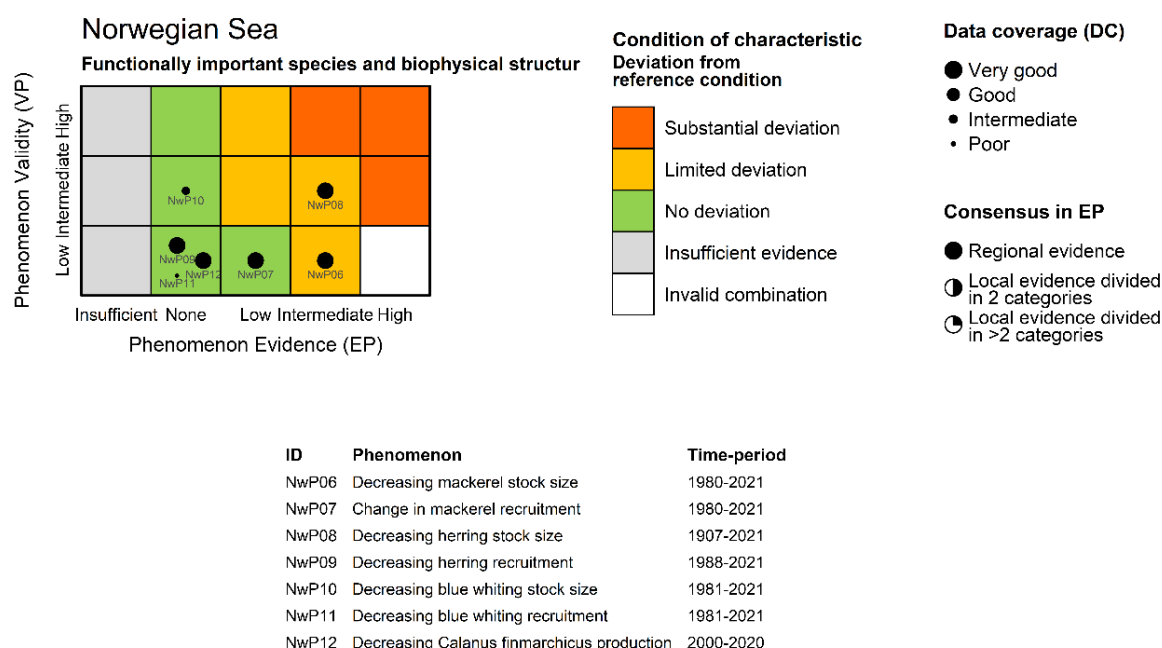 Norwegian Sea
Functionally important species and biophysical structur
Phenomenon Validity (VP)
Low Intermediate High
NwP10
NwP08
NwP09
NwP12
NwP11
NwP07
NwP06
Insufficient None Low Intermediate High
Phenomenon Evidence (EP)
Condition of characteristic
Deviation from
reference condition
Substantial deviation
Limited deviation
No deviation
Insufficient evidence
Invalid combination
Data coverage (DC)
Very good
Good
Intermediate
Poor
Consensus in EP
Regional evidence
Local evidence divided
in 2 categories
Local evidence divided
in >2 categories
ID Phenomenon Time-period
NwP06 Decreasing mackerel stock size 1980-2021
NwP07 Change in mackerel recruitment 1980-2021
NwP08 Decreasing herring stock size 1907-2021
NwP09 Decreasing herring recruitment 1988-2021
NwP10 Decreasing blue whiting stock size 1981-2021
NwP11 Decreasing blue whiting recruitment 1981-2021
NwP12 Decreasing Calanus finmarchicus production 2000-2020